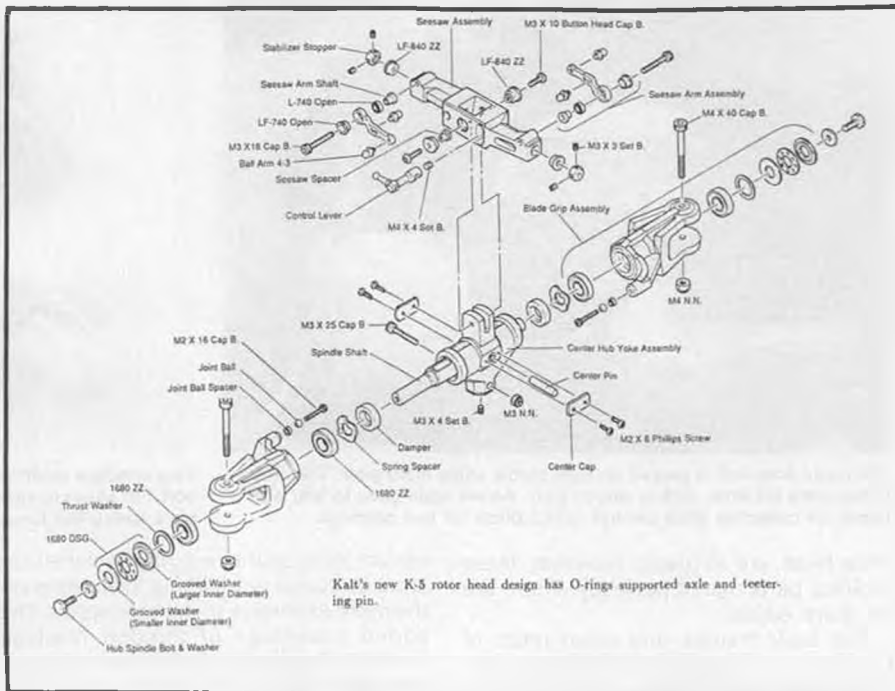 Seesaw Assembly
M3 X 10 Button Head Cap B.
Stabilizer Stopper
LF-840 ZZ
LF-840 ZZ
Seesaw Arm Shaft
L-740 Open
Seesaw Arm Assembly
LF-740 Open
M4 X 40 Cap B.
M3 X18 Cap B.
M3 X 3 Set B.
Ball Arm 4-3
Seesaw Spacer
Blade Grip Assembly
Control Lever
M4 X 4 Set B.
M4 N.N.
M3 X 25 Cap B
M2 X 16 Cap B.
Spindle Shaft
Center Hub Yoke Assembly
Joint Ball
Center Pin
Joint Ball Spacer
M3 N.N.
M3 X 4 Set B.
M2 X 6 Phillips Screw
Damper
Center Cap
Spring Spacer
1680 ZZ
1680 ZZ
Thrust Washer
1680 DSG
Grooved Washer
(Larger Inner Diameter)
Grooved Washer
(Smaller Inner Diameter)
Hub Spindle Bolt & Washer
Kalt's new K-5 rotor head design has O-rings supported axle and teeter-
ing pin.